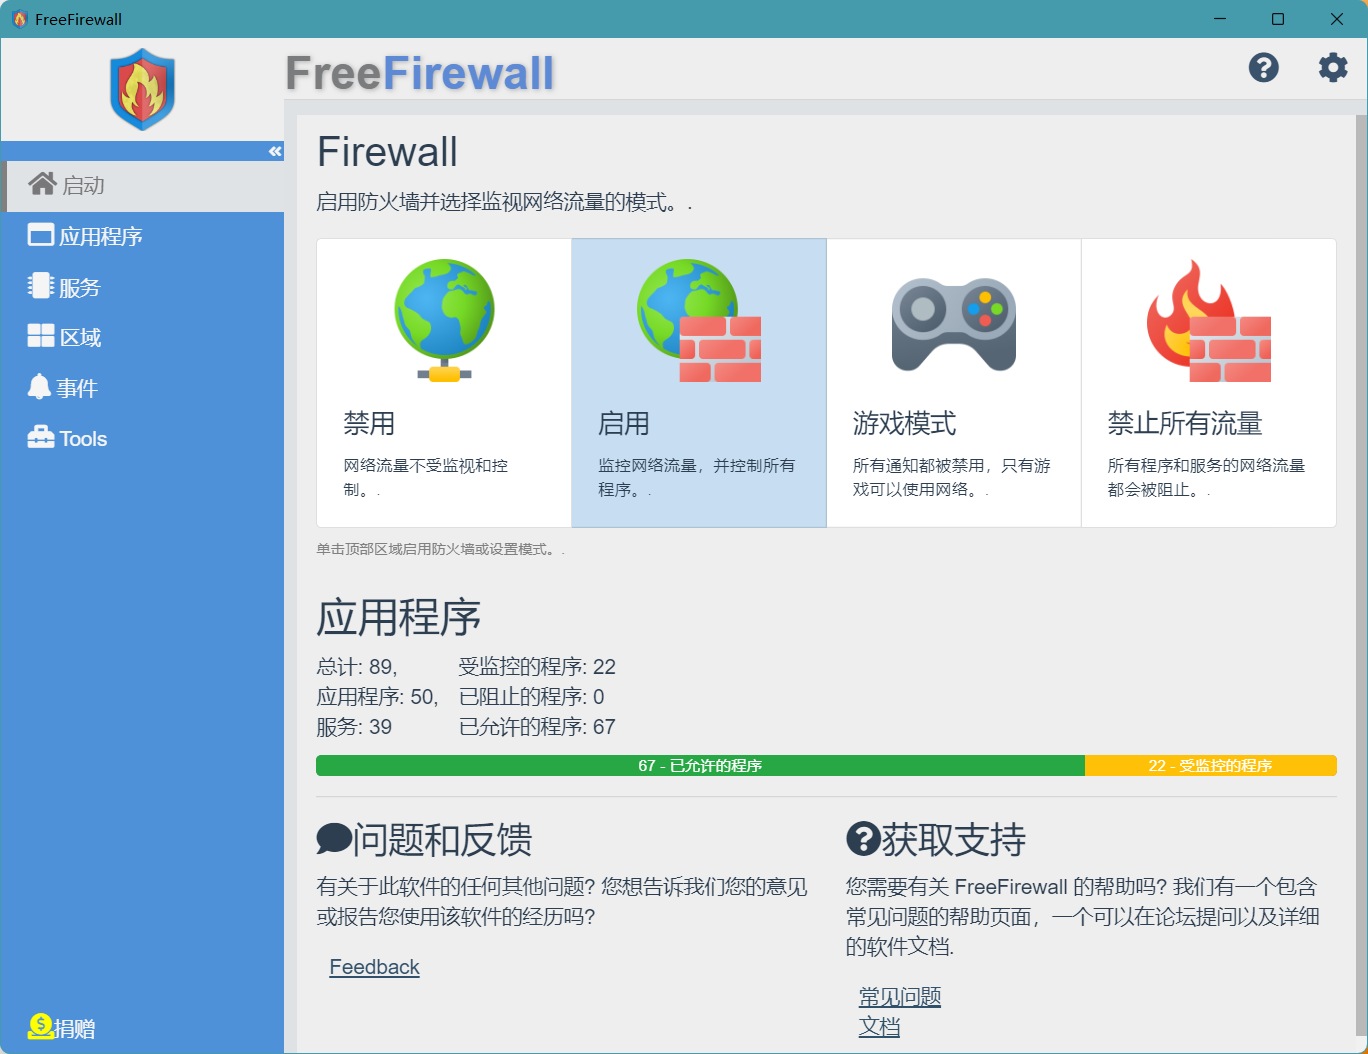 FreeFirewall
FreeFirewall
启动
应用程序
服务
区域
事件
Tools
捐赠
Firewall
启用防火墙并选择监视网络流量的模式。.
禁用
网络流量不受监视和控
制。.
启用
监控网络流量，并控制所有
程序。.
游戏模式
所有通知都被禁用，只有游
戏可以使用网络。.
禁止所有流量
所有程序和服务的网络流量
都会被阻止。.
单击顶部区域启用防火墙或设置模式。.
应用程序
总计: 89, 受监控的程序: 22
应用程序: 50, 已阻止的程序: 0
服务: 39 已允许的程序: 67
67 - 已允许的程序 22 - 受监控的程序
问题和反馈
有关于此软件的任何其他问题? 您想告诉我们您的意见
或报告您使用该软件的经历吗?
Feedback
获取支持
您需要有关 FreeFirewall 的帮助吗? 我们有一个包含
常见问题的帮助页面，一个可以在论坛提问以及详细
的软件文档.
常见问题
文档